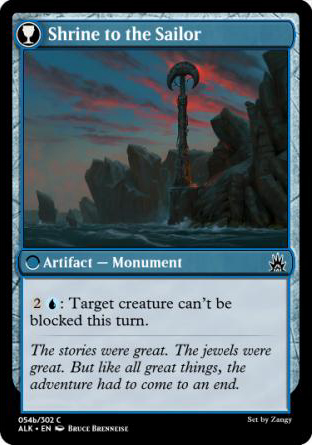 Shrine to the Sailor
Artifact — Monument
2 : Target creature can't be
blocked this turn.
The stories were great. The jewels were
great. But like all great things, the
adventure had to come to an end.
054b/302 C
ALK • EN Bruce Brenneise
Set by Zangy